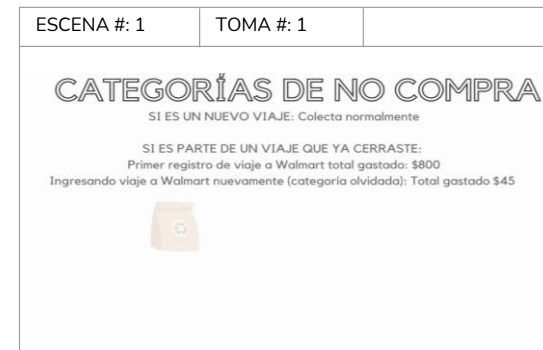 ESCENA #: 1
TOMA #: 1
CATEGORÍAS DE NO COMPRA
SI ES UN NUEVO VIAJE: Colecta normalmente
SI ES PARTE DE UN VIAJE QUE YA CERRASTE:
Primer registro de viaje a Walmart total gastado: $800
Ingresando viaje a Walmart nuevamente (categoría olvidada): Total gastado $45